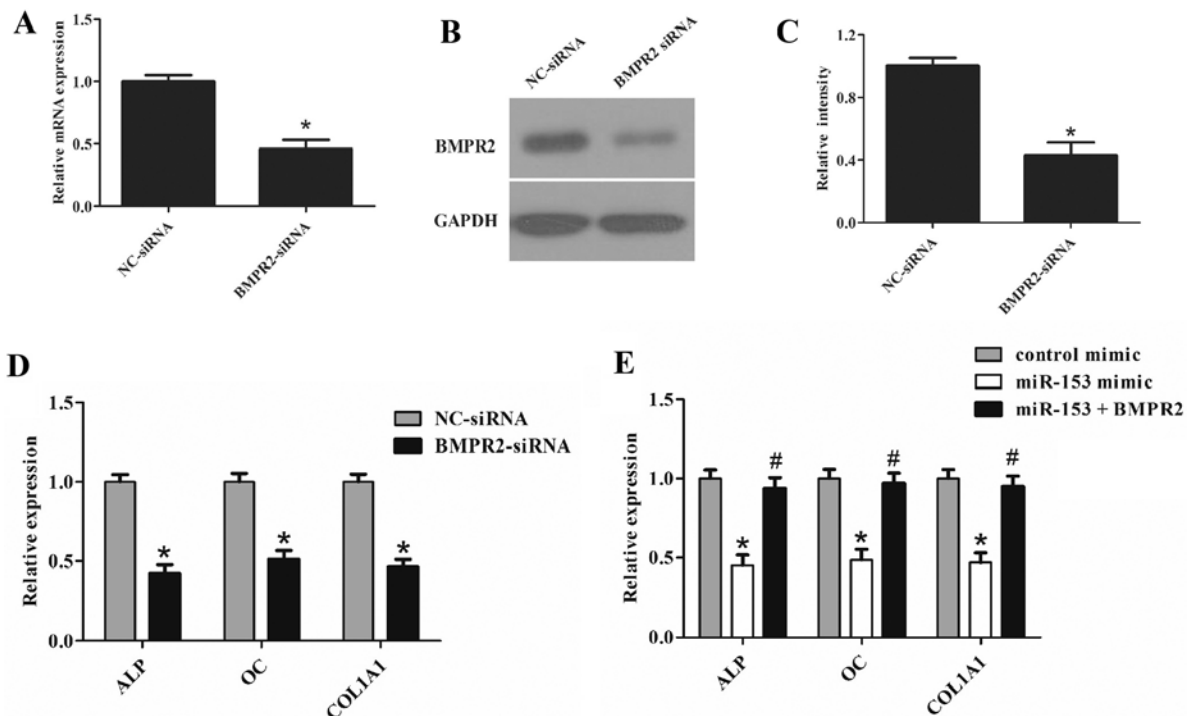 A
Relative mRNA expression
1.5
1.0
0.5
0.0
*
NC-siRNA
BMPR2-siRNA
B
NC-siRNA
BMPR2 siRNA
BMPR2
GAPDH
C
Relative intensity
1.2
0.8
0.4
0.0
*
NC-siRNA
BMPR2-siRNA
D
Relative expression
1.5
1.0
0.5
0.0
NC-siRNA
BMPR2-siRNA
*
*
*
ALP
OC
COL1A1
E
control mimic
miR-153 mimic
miR-153 + BMPR2
Relative expression
1.5
1.0
0.5
0.0
# # #
* * *
ALP
OC
COL1A1